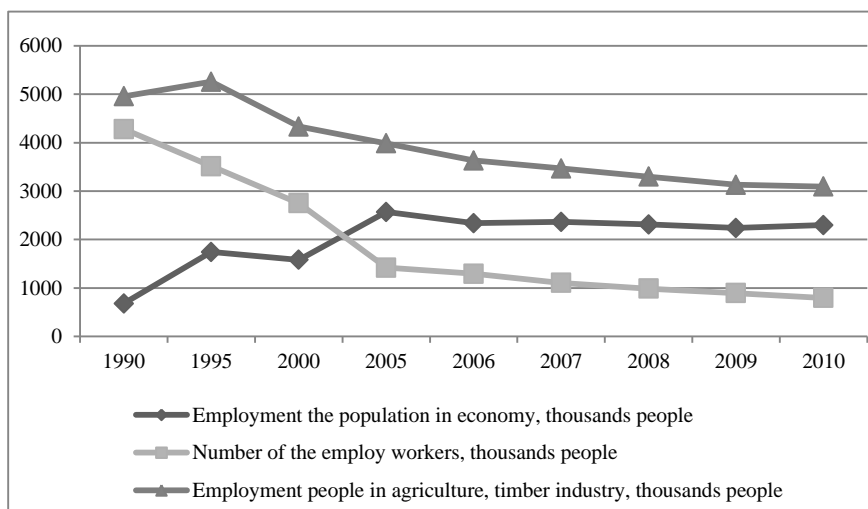 6000
5000
4000
3000
2000
1000
0
1990 1995 2000 2005 2006 2007 2008 2009 2010
Employment the population in economy, thousands people
Number of the employ workers, thousands people
Employment people in agriculture, timber industry, thousands people